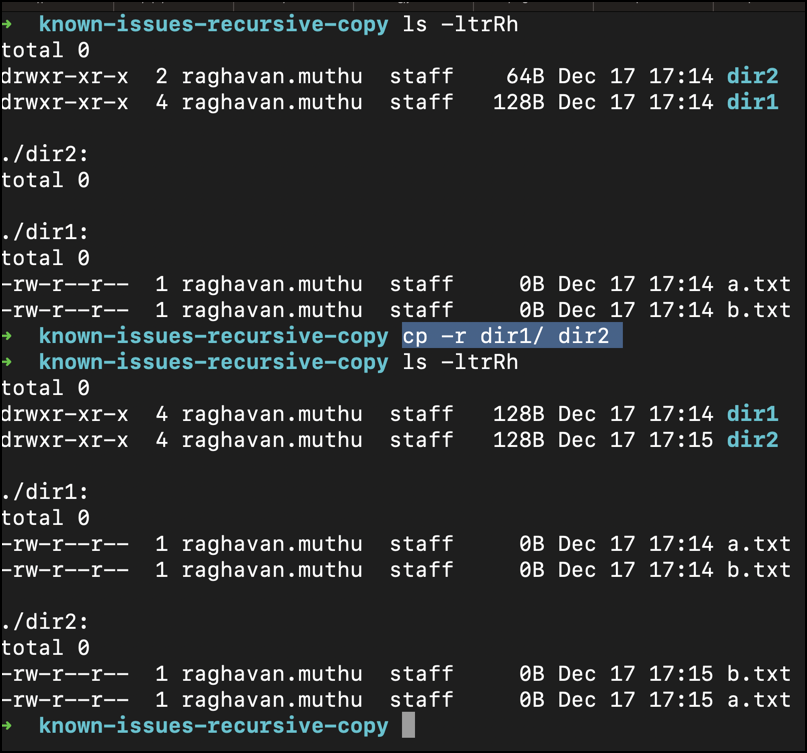 → known-issues-recursive-copy ls -ltrRh
total 0
drwxr-xr-x 2 raghavan.muthu staff 64B Dec 17 17:14 dir2
drwxr-xr-x 4 raghavan.muthu staff 128B Dec 17 17:14 dir1

./dir2:
total 0

./dir1:
total 0
-rw-r--r-- 1 raghavan.muthu staff 0B Dec 17 17:14 a.txt
-rw-r--r-- 1 raghavan.muthu staff 0B Dec 17 17:14 b.txt
→ known-issues-recursive-copy cp -r dir1/ dir2
→ known-issues-recursive-copy ls -ltrRh
total 0
drwxr-xr-x 4 raghavan.muthu staff 128B Dec 17 17:14 dir1
drwxr-xr-x 4 raghavan.muthu staff 128B Dec 17 17:15 dir2

./dir1:
total 0
-rw-r--r-- 1 raghavan.muthu staff 0B Dec 17 17:14 a.txt
-rw-r--r-- 1 raghavan.muthu staff 0B Dec 17 17:14 b.txt

./dir2:
total 0
-rw-r--r-- 1 raghavan.muthu staff 0B Dec 17 17:15 b.txt
-rw-r--r-- 1 raghavan.muthu staff 0B Dec 17 17:15 a.txt
→ known-issues-recursive-copy